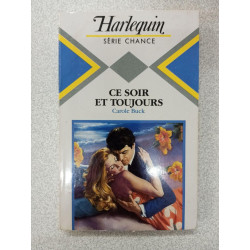 Harlequin
SÉRIE CHANCE
CE SOIR
ET TOUJOURS
Carole Buck